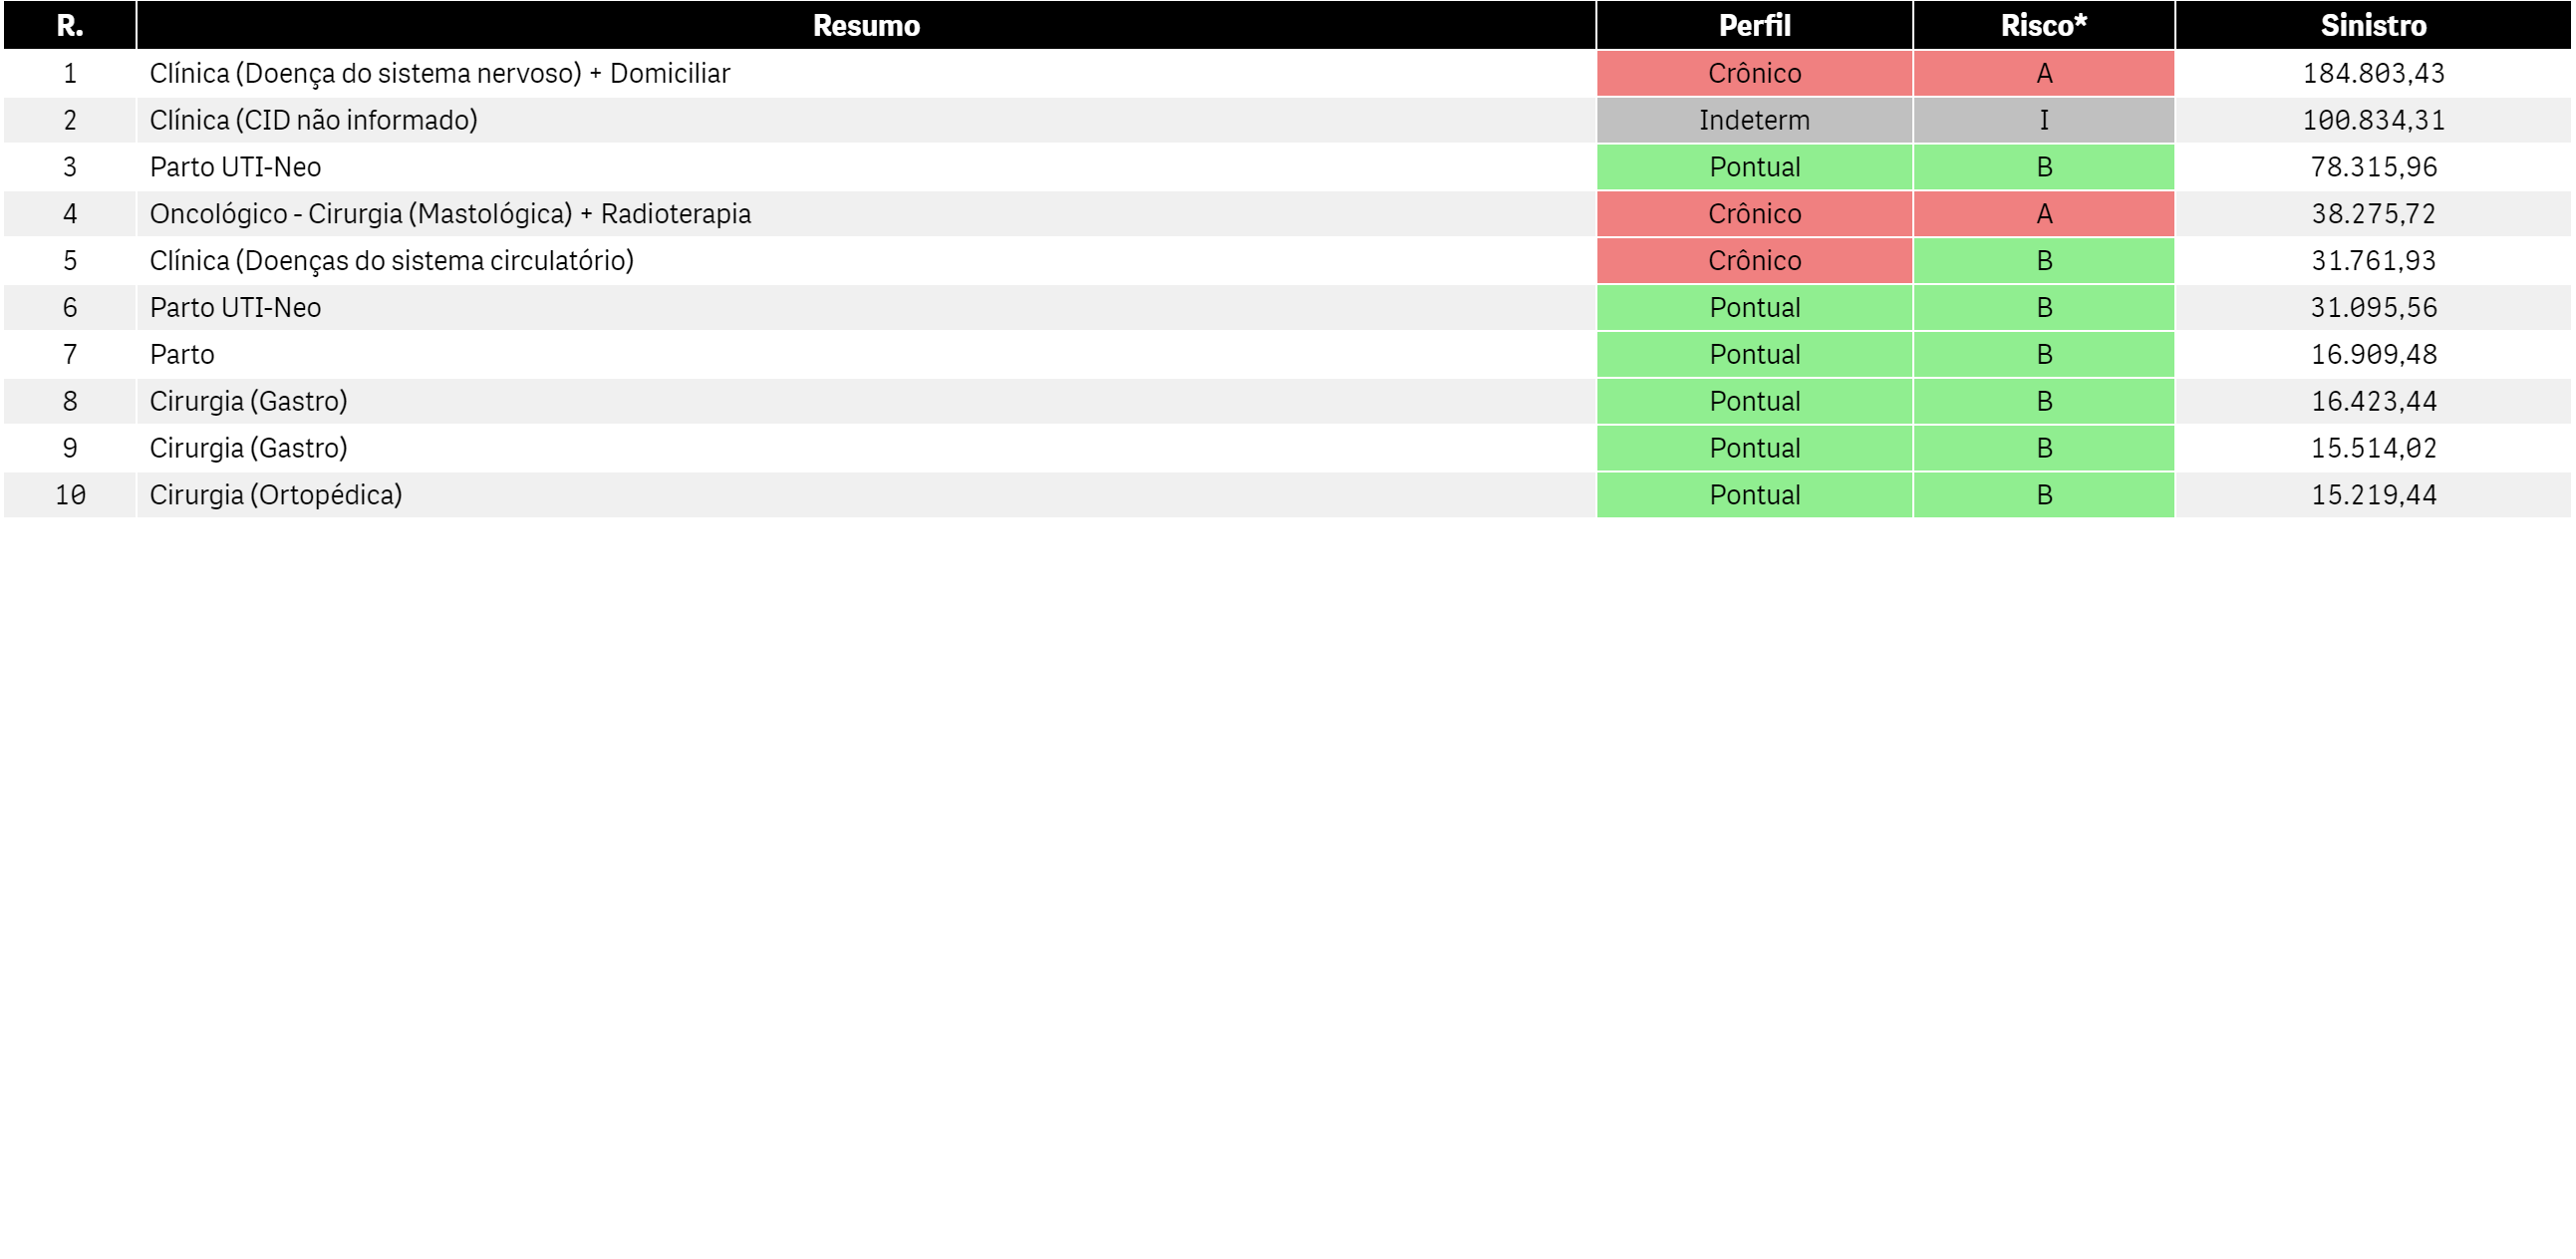 R. Resumo Perfil Risco* Sinistro
1 Clínica (Doença do sistema nervoso) + Domiciliar Crônico A 184.803,43
2 Clínica (CID não informado) Indeterm I 100.834,31
3 Parto UTI-Neo Pontual B 78.315,96
4 Oncológico - Cirurgia (Mastológica) + Radioterapia Crônico A 38.275,72
5 Clínica (Doenças do sistema circulatório) Crônico B 31.761,93
6 Parto UTI-Neo Pontual B 31.095,56
7 Parto Pontual B 16.909,48
8 Cirurgia (Gastro) Pontual B 16.423,44
9 Cirurgia (Gastro) Pontual B 15.514,02
10 Cirurgia (Ortopédica) Pontual B 15.219,44